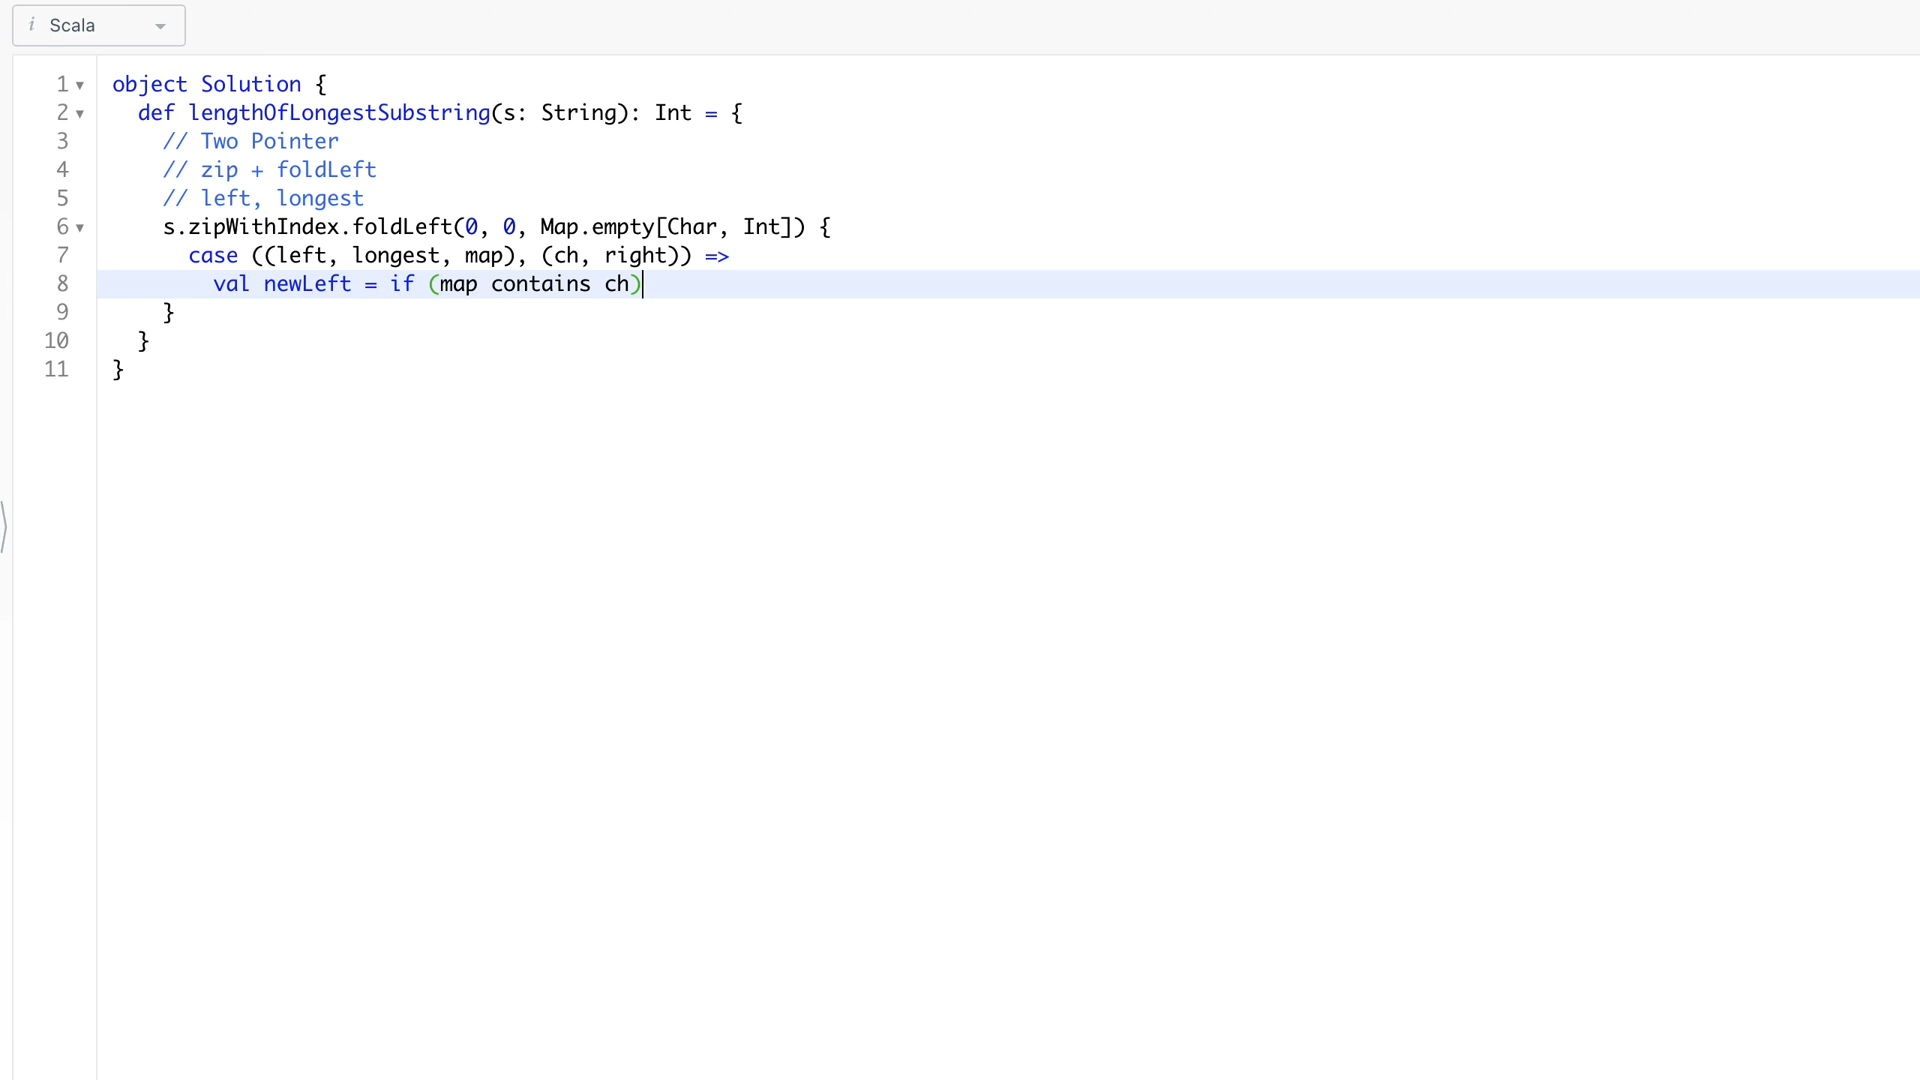 i Scala
1 object Solution {
2 def lengthOfLongestSubstring(s: String): Int = {
3 // Two Pointer
4 // zip + foldLeft
5 // left, longest
6 s.zipWithIndex.foldLeft(0, 0, Map.empty[Char, Int]) {
7 case ((left, longest, map), (ch, right)) =>
8 val newLeft = if (map contains ch)
9 }
10 }
11 }